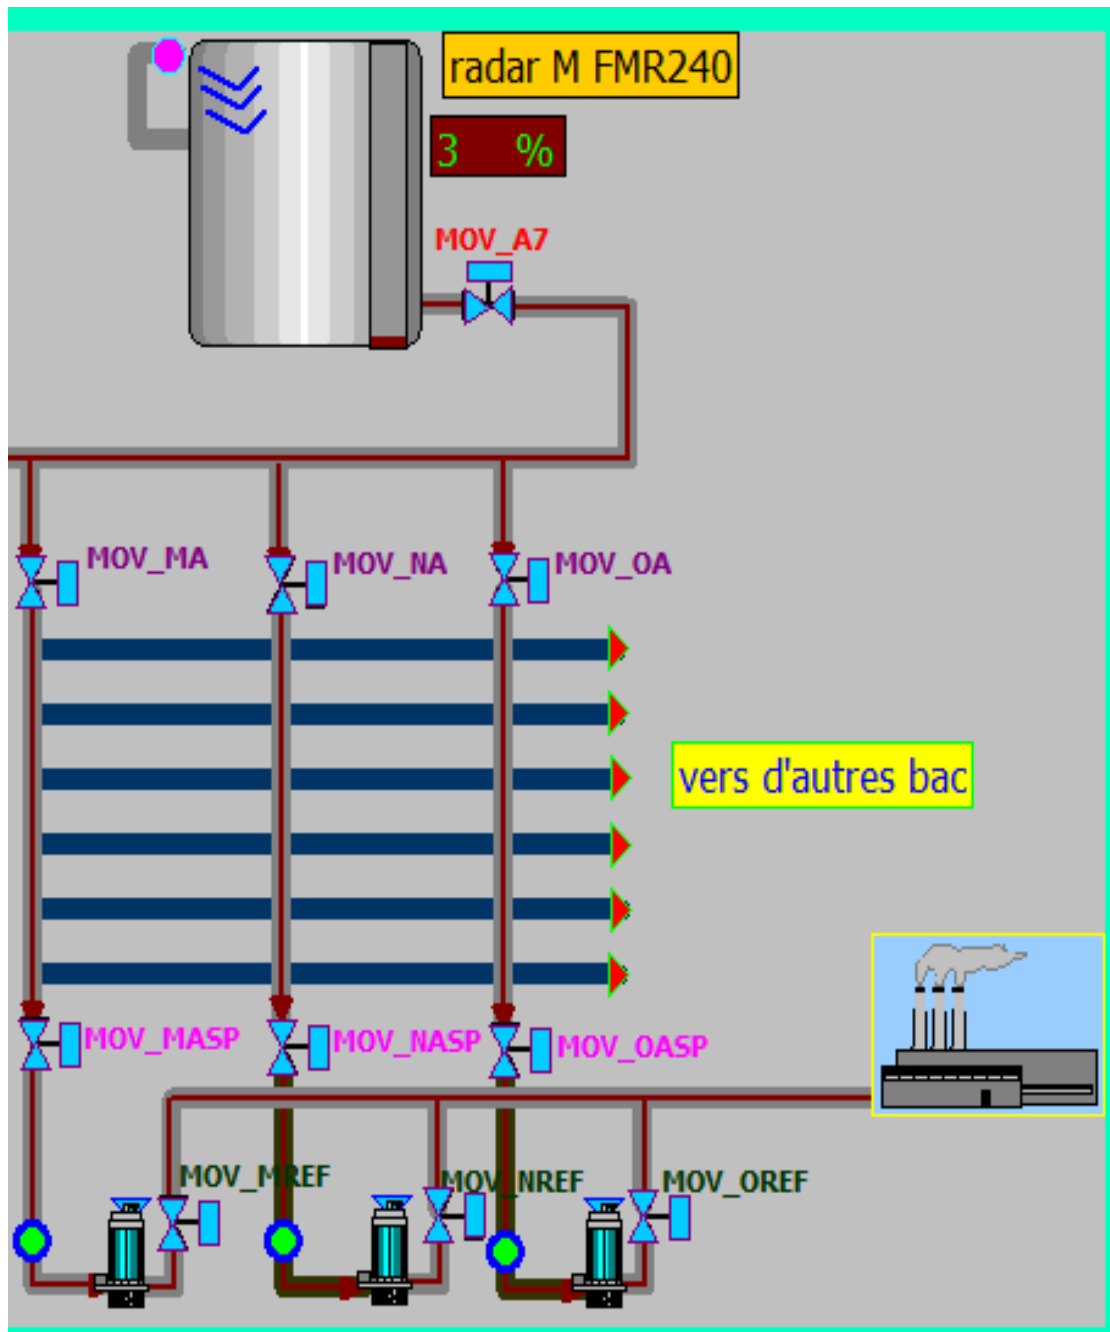 radar M FMR240
3 %
MOV_A7
MOV_MA
MOV_NA
MOV_OA
vers d'autres bac
MOV_MASP
MOV_NASP
MOV_OASP
MOV_MREF
MOV_NREF
MOV_OREF